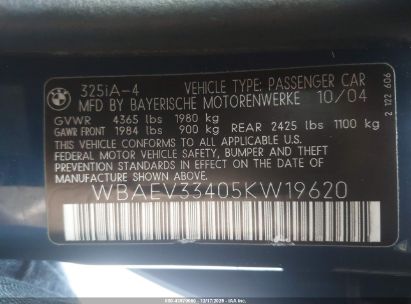 325iA-4 VEHICLE TYPE: PASSENGER CAR
MFD BY BAYERISCHE MOTORENWERKE 10/04
GVWR 4365 lbs 1980 kg
GAWR FRONT 1984 lbs 900 kg REAR 2425 lbs 1100 kg
THIS VEHICLE CONFORMS TO ALL APPLICABLE
FEDERAL MOTOR VEHICLE SAFETY, BUMPER AND THEFT
PREVENTION STANDARDS IN EFFECT ON THE DATE OF
MANUFACTURE SHOWN ABOVE.
WBAEV33405KW19620
2 122 606